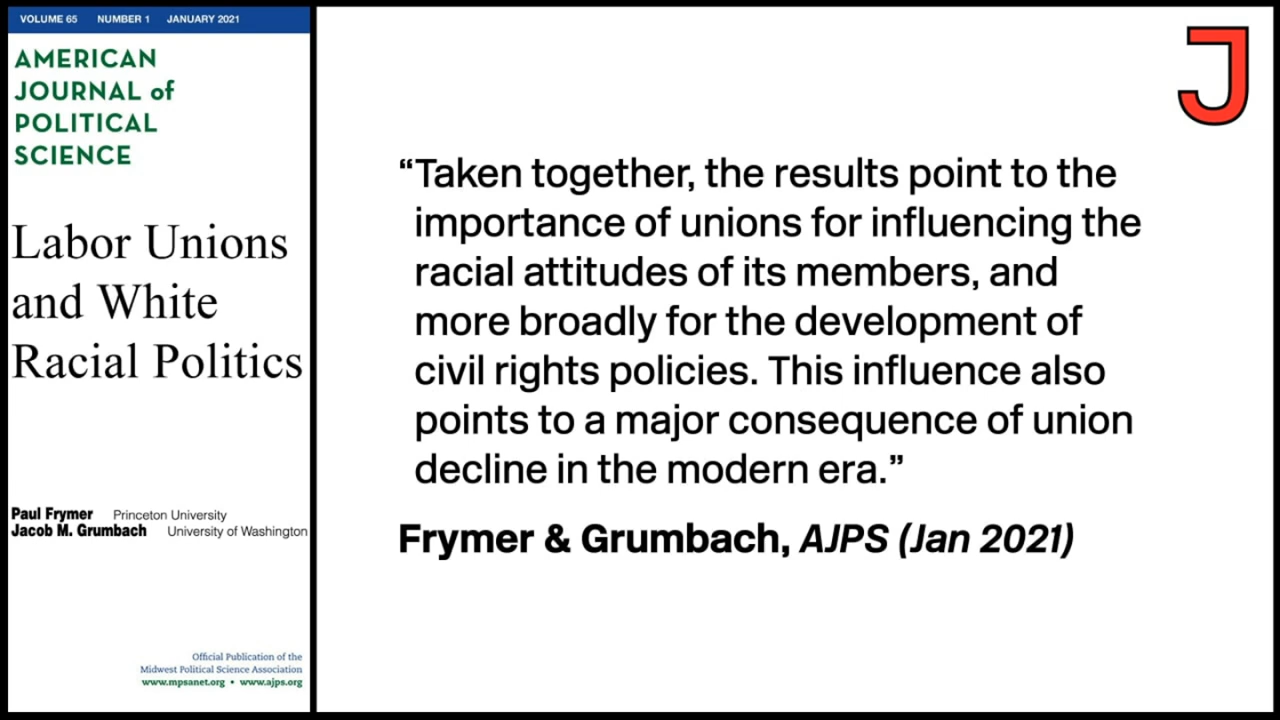 VOLUME 65 NUMBER 1 JANUARY 2021
AMERICAN
JOURNAL of
POLITICAL
SCIENCE
Labor Unions
and White
Racial Politics
Paul Frymer Princeton University
Jacob M. Grumbach University of Washington
Official Publication of the
Midwest Political Science Association
www.mpsanet.org • www.ajps.org
J
“Taken together, the results point to the
importance of unions for influencing the
racial attitudes of its members, and
more broadly for the development of
civil rights policies. This influence also
points to a major consequence of union
decline in the modern era.”
Frymer & Grumbach, AJPS (Jan 2021)